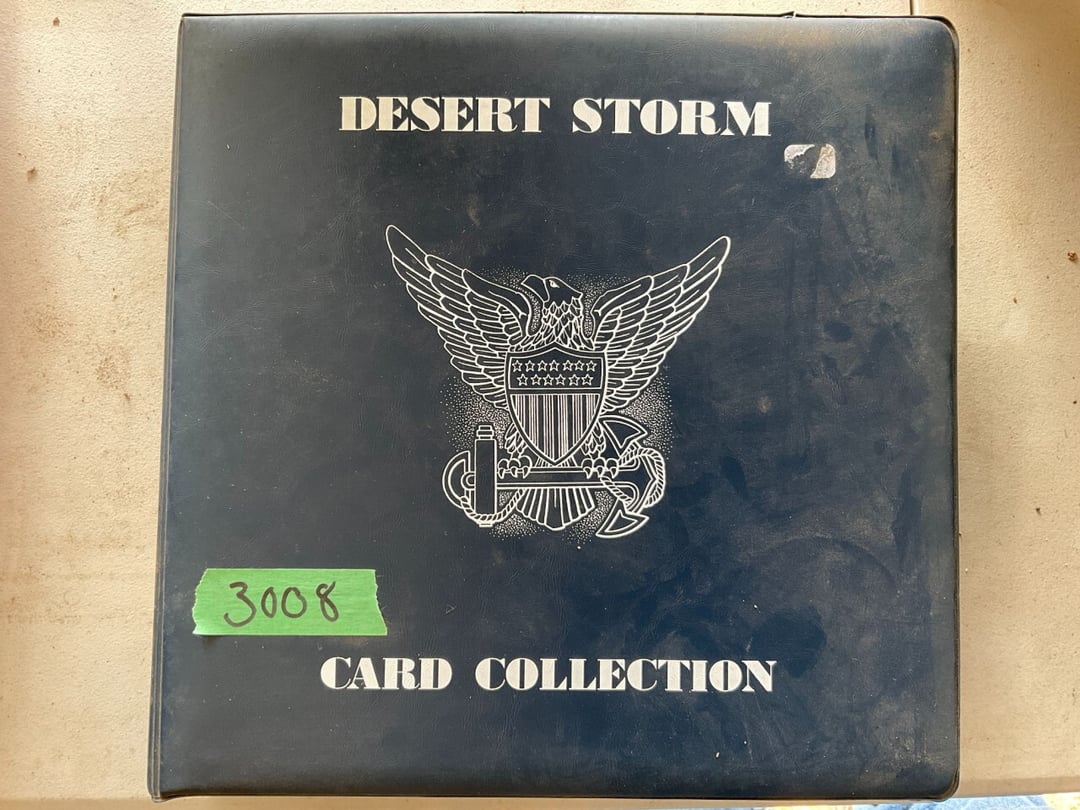 DESERT STORM
3008
CARD COLLECTION